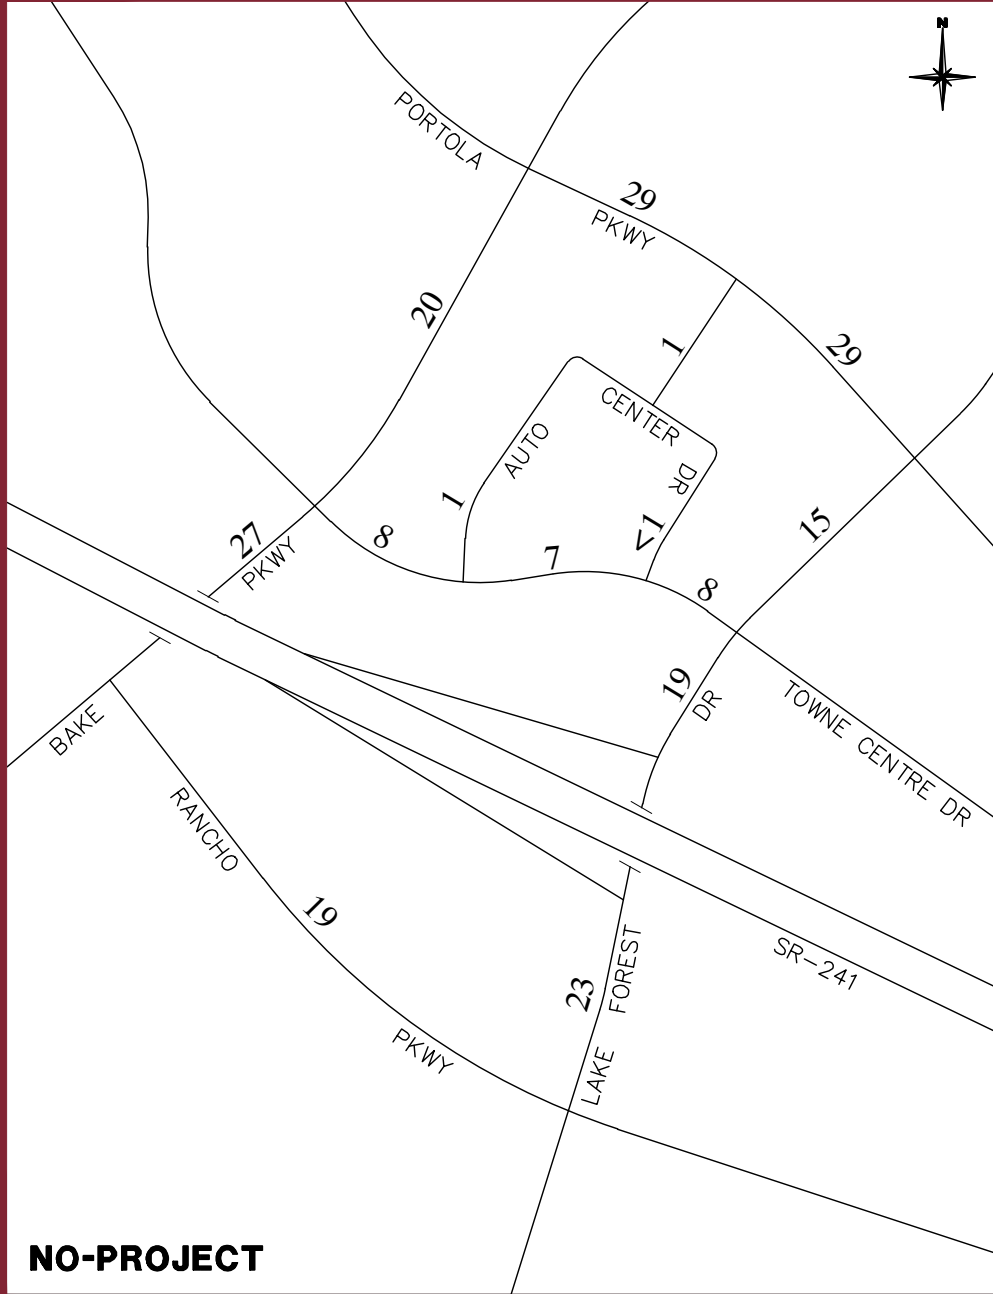 N
PORTOLA
29
PKWY
20
1
29
CENTER
AUTO
DR
1
<1
15
27
PKWY
8
7
8
19
DR
TOWNE CENTRE DR
BAKE
RANCHO
19
PKWY
SR-241
23
FOREST
LAKE
NO-PROJECT